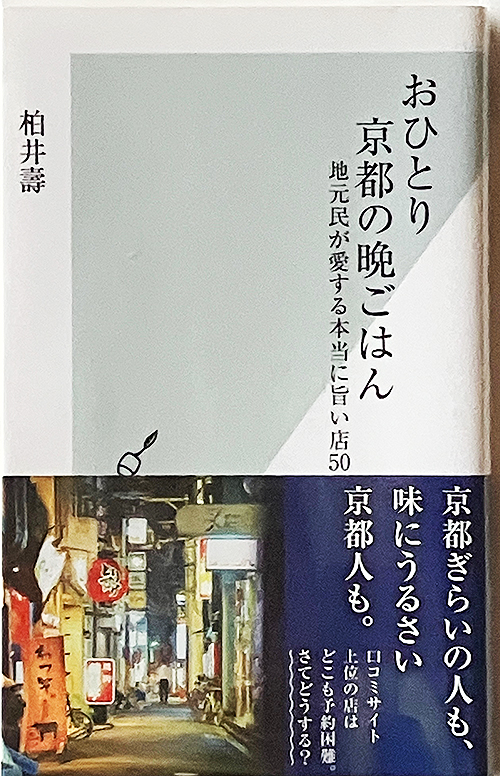 おひとり
京都の晩ごはん
地元民が愛する本当に旨い店50
柏井壽
京都ぎらいの人も、
味にうるさい
京都人も。
口コミサイト
上位の店は
どこも予約困難。
さてどうする？